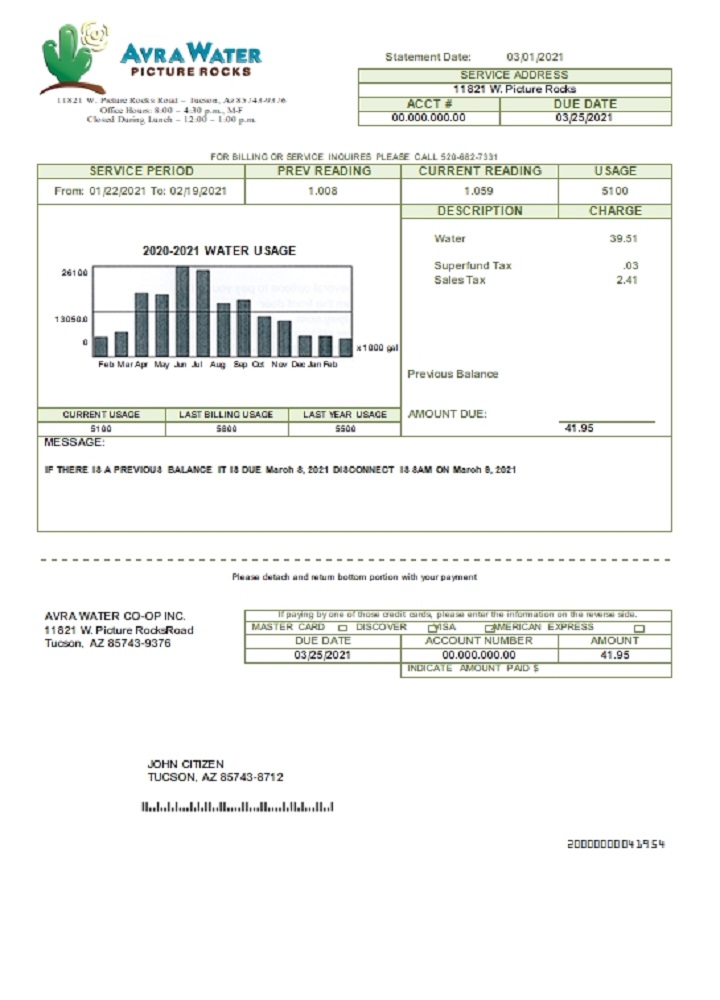 AVRA WATER
PICTURE ROCKS
11821 W. Picture Rocks Road – Tucson, Az 85743-9376
Office Hours: 8:00 – 4:30 p.m., M-F
Closed During Lunch – 12:00 – 1:00 p.m.
Statement Date: 03/01/2021
SERVICE ADDRESS
11821 W. Picture Rocks
ACCT # DUE DATE
00.000.000.00 03/25/2021
FOR BILLING OR SERVICE INQUIRES PLEASE CALL 520-682-7331
SERVICE PERIOD PREV READING CURRENT READING USAGE
From: 01/22/2021 To: 02/19/2021 1.008 1.059 5100
DESCRIPTION CHARGE
Water 39.51
Superfund Tax .03
Sales Tax 2.41
2020-2021 WATER USAGE
26100
13050.0
0
x1000 gal
Feb Mar Apr May Jun Jul Aug Sep Oct Nov Dec Jan Feb
Previous Balance
CURRENT USAGE LAST BILLING USAGE LAST YEAR USAGE
5100 5800 5500
AMOUNT DUE:
41.95
MESSAGE:
IF THERE IS A PREVIOUS BALANCE IT IS DUE March 8, 2021 DISCONNECT IS 8AM ON March 9, 2021
Please detach and return bottom portion with your payment
AVRA WATER CO-OP INC.
11821 W. Picture RocksRoad
Tucson, AZ 85743-9376
If paying by one of those credit cards, please enter the information on the reverse side.
MASTER CARD DISCOVER VISA AMERICAN EXPRESS
DUE DATE ACCOUNT NUMBER AMOUNT
03/25/2021 00.000.000.00 41.95
INDICATE AMOUNT PAID $
JOHN CITIZEN
TUCSON, AZ 85743-8712
20000000041954